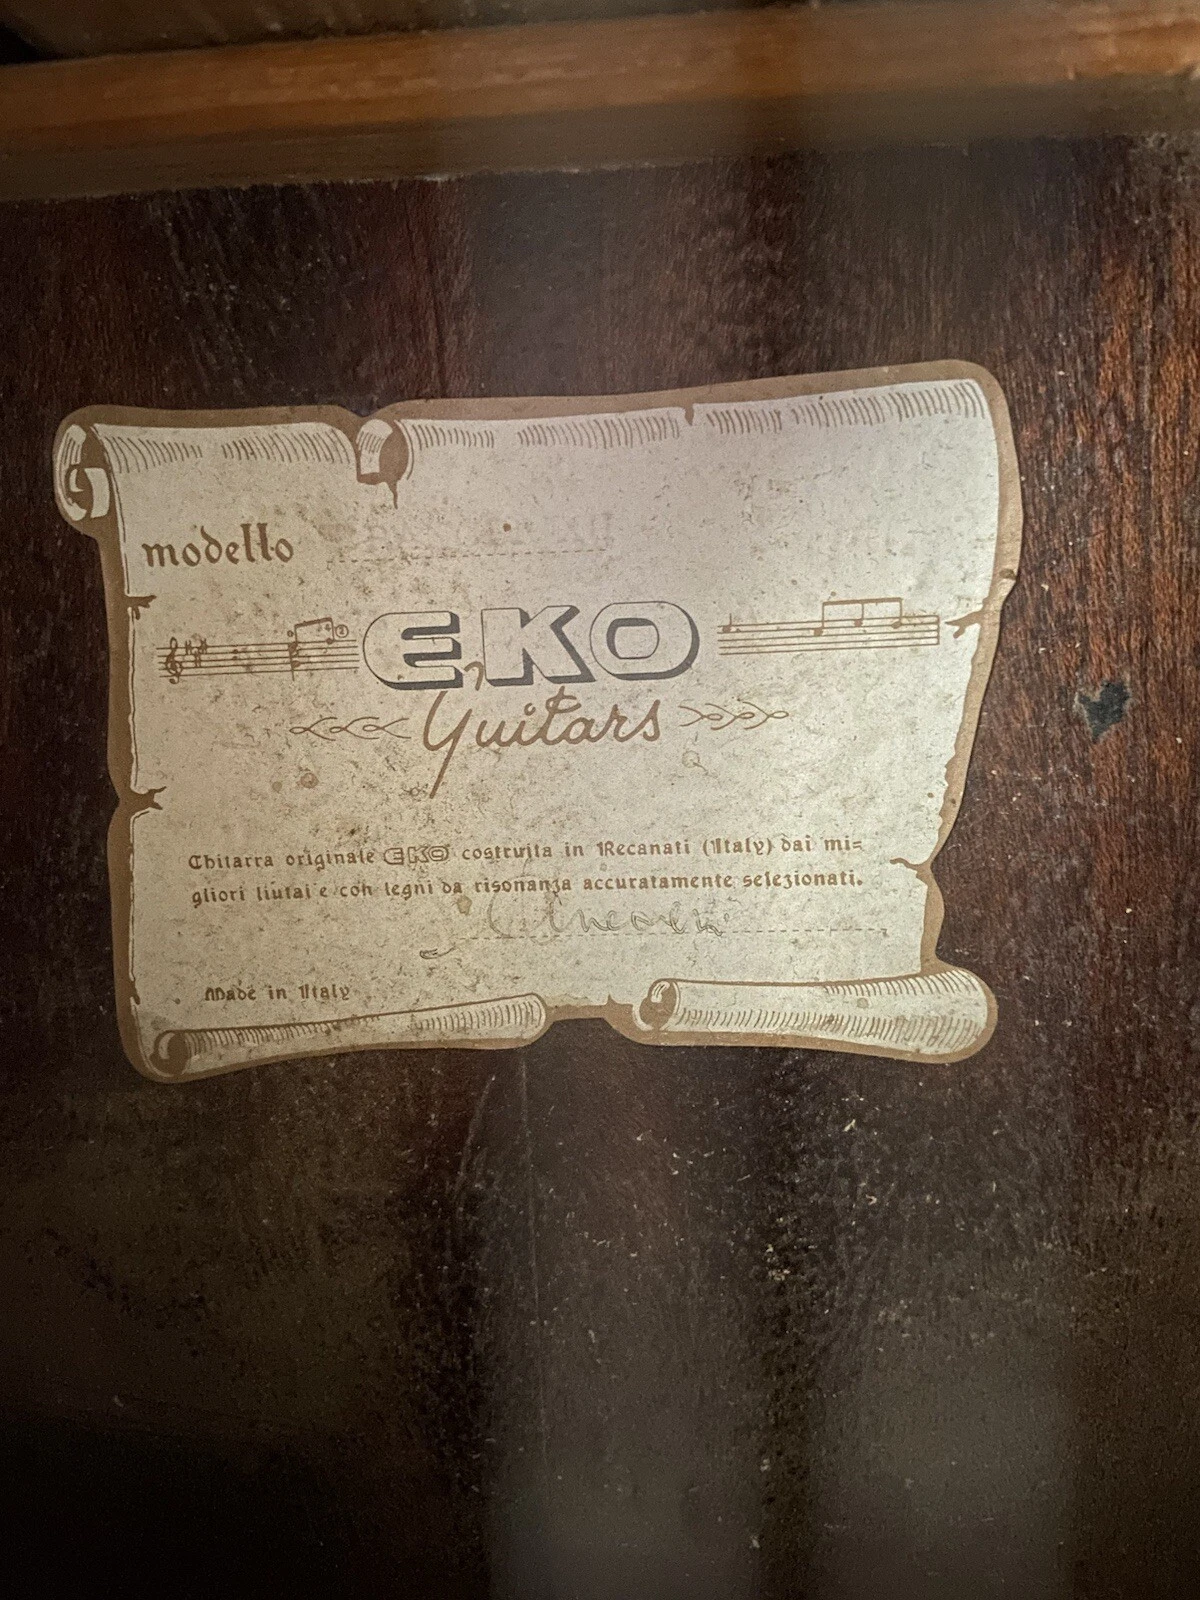 modello
EKO
Guitars
Chitarra originale EKO costruita in Recanati (Italy) dai mi=
gliori liutai e con legni da risonanza accuratamente selezionati.
Made in Italy